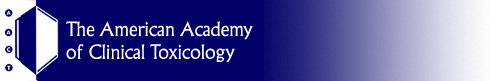 A
A
C
T
The American Academy
of Clinical Toxicology